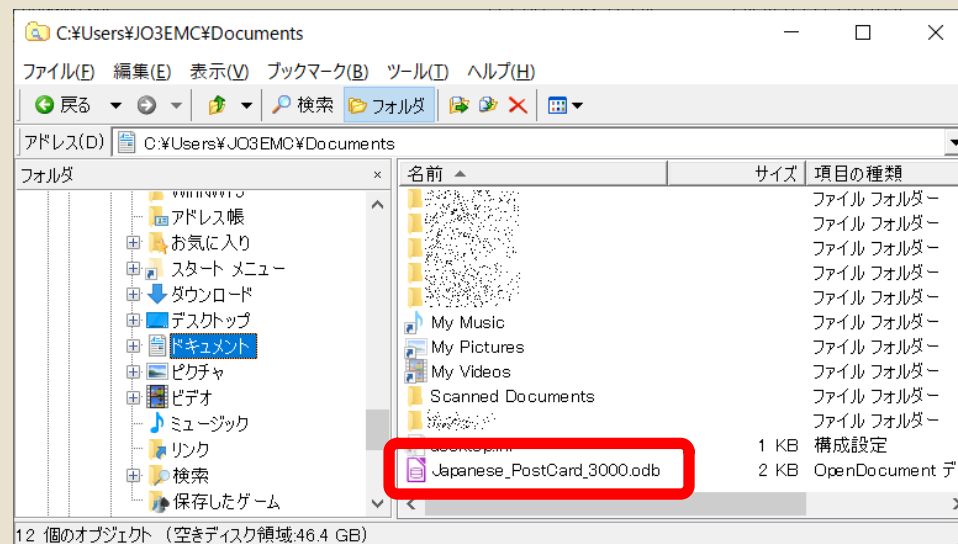 C:¥Users¥JO3EMC¥Documents
ファイル(F) 編集(E) 表示(V) ブックマーク(B) ツール(T) ヘルプ(H)
戻る 検索 フォルダ
アドレス(D) C:¥Users¥JO3EMC¥Documents
フォルダ × 名前 サイズ 項目の種類
ファイル フォルダー
アドレス帳 ファイル フォルダー
お気に入り ファイル フォルダー
スタート メニュー ファイル フォルダー
ダウンロード ファイル フォルダー
デスクトップ My Music ファイル フォルダー
ドキュメント My Pictures ファイル フォルダー
ピクチャ My Videos ファイル フォルダー
ビデオ Scanned Documents ファイル フォルダー
ミュージック ファイル フォルダー
リンク 1 KB 構成設定
検索 Japanese_PostCard_3000.odb 2 KB OpenDocument デ
保存したゲーム
12 個のオブジェクト (空きディスク領域:46.4 GB)